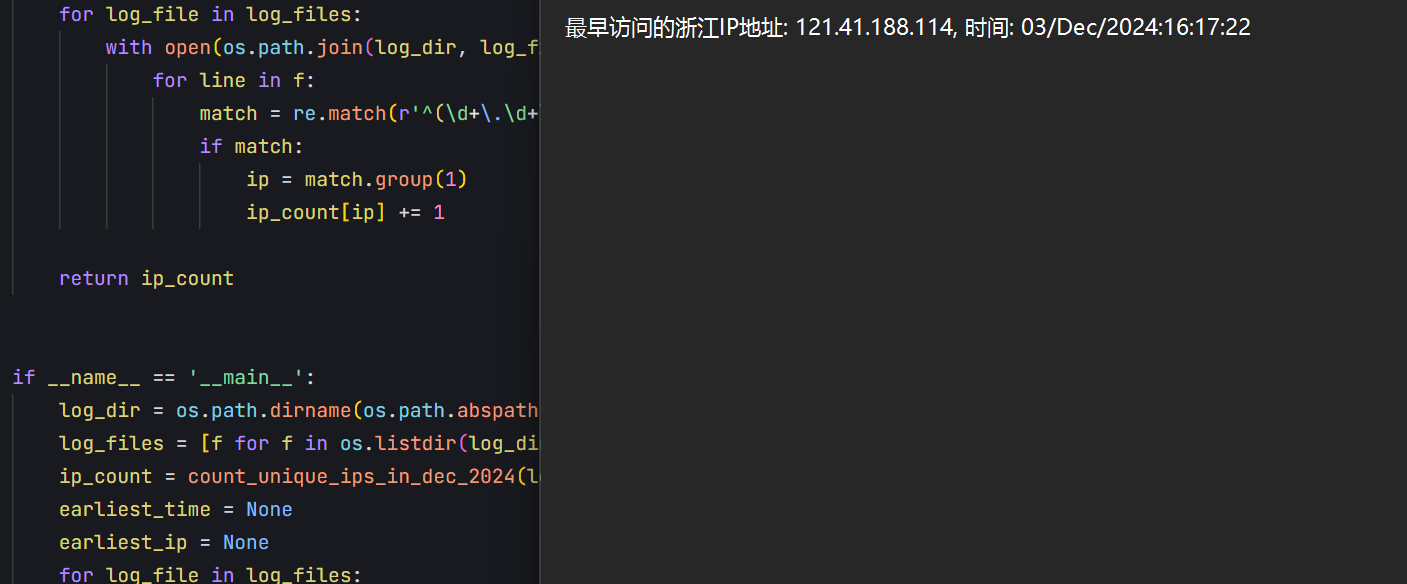 for log_file in log_files:
with open(os.path.join(log_dir, log_f
for line in f:
match = re.match(r'^(\d+\.\d+
if match:
ip = match.group(1)
ip_count[ip] += 1
return ip_count
if __name__ == '__main__':
log_dir = os.path.dirname(os.path.abspath
log_files = [f for f in os.listdir(log_di
ip_count = count_unique_ips_in_dec_2024(l
earliest_time = None
earliest_ip = None
for log_file in log_files:
最早访问的浙江IP地址: 121.41.188.114, 时间: 03/Dec/2024:16:17:22